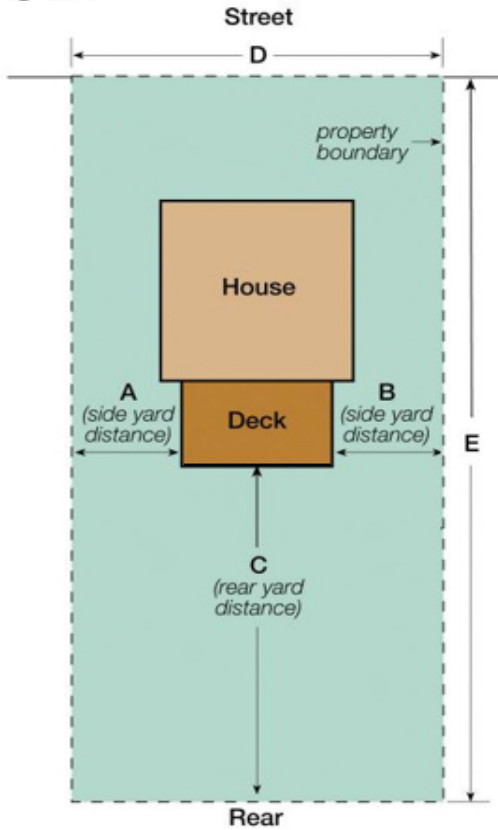 Street
D
property
boundary
House
A
(side yard
distance)
Deck
B
(side yard
distance)
E
C
(rear yard
distance)
Rear